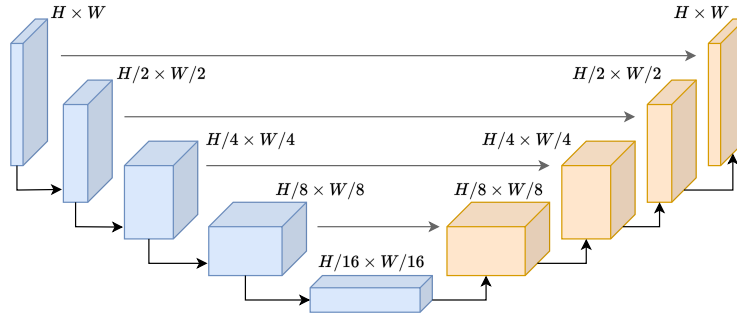 H × W
H × W
H/2 × W/2
H/2 × W/2
H/4 × W/4
H/4 × W/4
H/8 × W/8
H/8 × W/8
H/16 × W/16